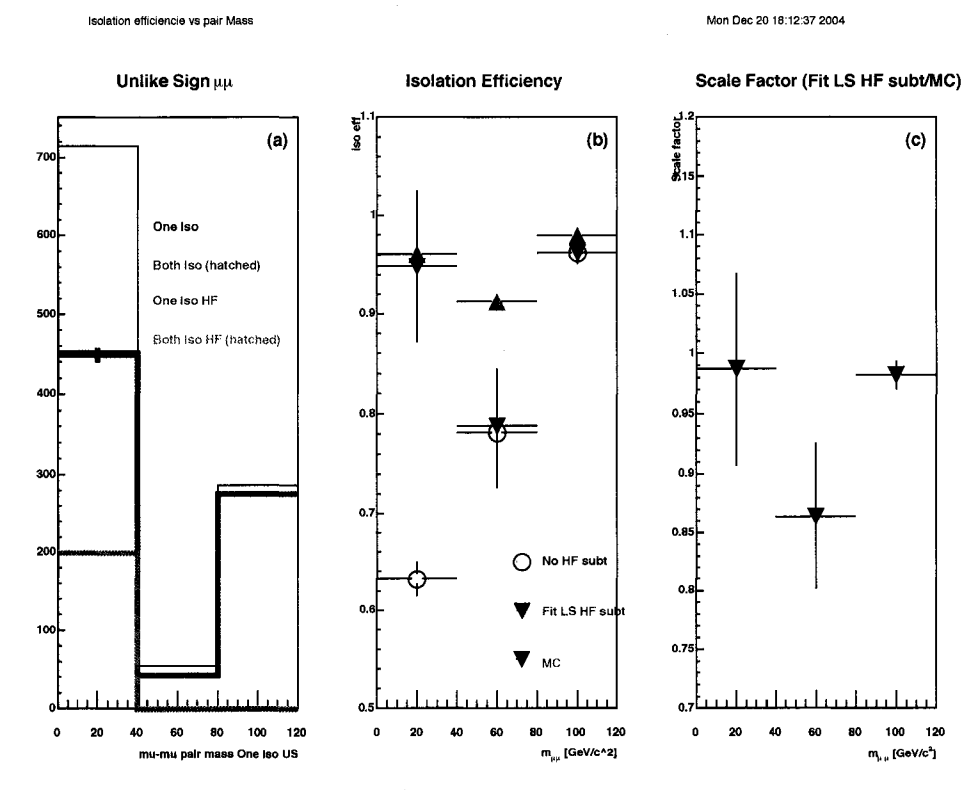 Isolation efficiencie vs pair Mass
Mon Dec 20 18:12:37 2004
Unlike Sign μμ
Isolation Efficiency
Scale Factor (Fit LS HF subt/MC)
(a)
One Iso
Both Iso (hatched)
One Iso HF
Both Iso HF (hatched)
700
600
500
400
300
200
100
0
0 20 40 60 80 100 120
mu-mu pair mass One Iso US
Iso eff
(b)
1.1
1
0.9
0.8
0.7
0.6
0.5
No HF subt
Fit LS HF subt
MC
0 20 40 60 80 100 120
m_μμ [GeV/c^2]
Scale factor
(c)
1.2
1.15
1.1
1.05
1
0.95
0.9
0.85
0.8
0.75
0.7
0 20 40 60 80 100 120
m_μμ [GeV/c²]